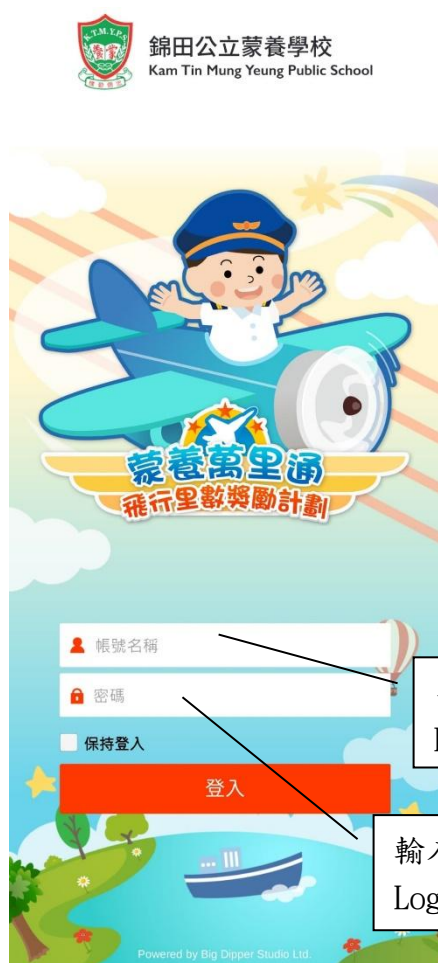 K.T.M.Y.P.S
錦田公立蒙養學校
Kam Tin Mung Yeung Public School
蒙養萬里通
飛行里數獎勵計劃
帳號名稱
密碼
保持登入
登入
輸入
Log
Powered by Big Dipper Studio Ltd.